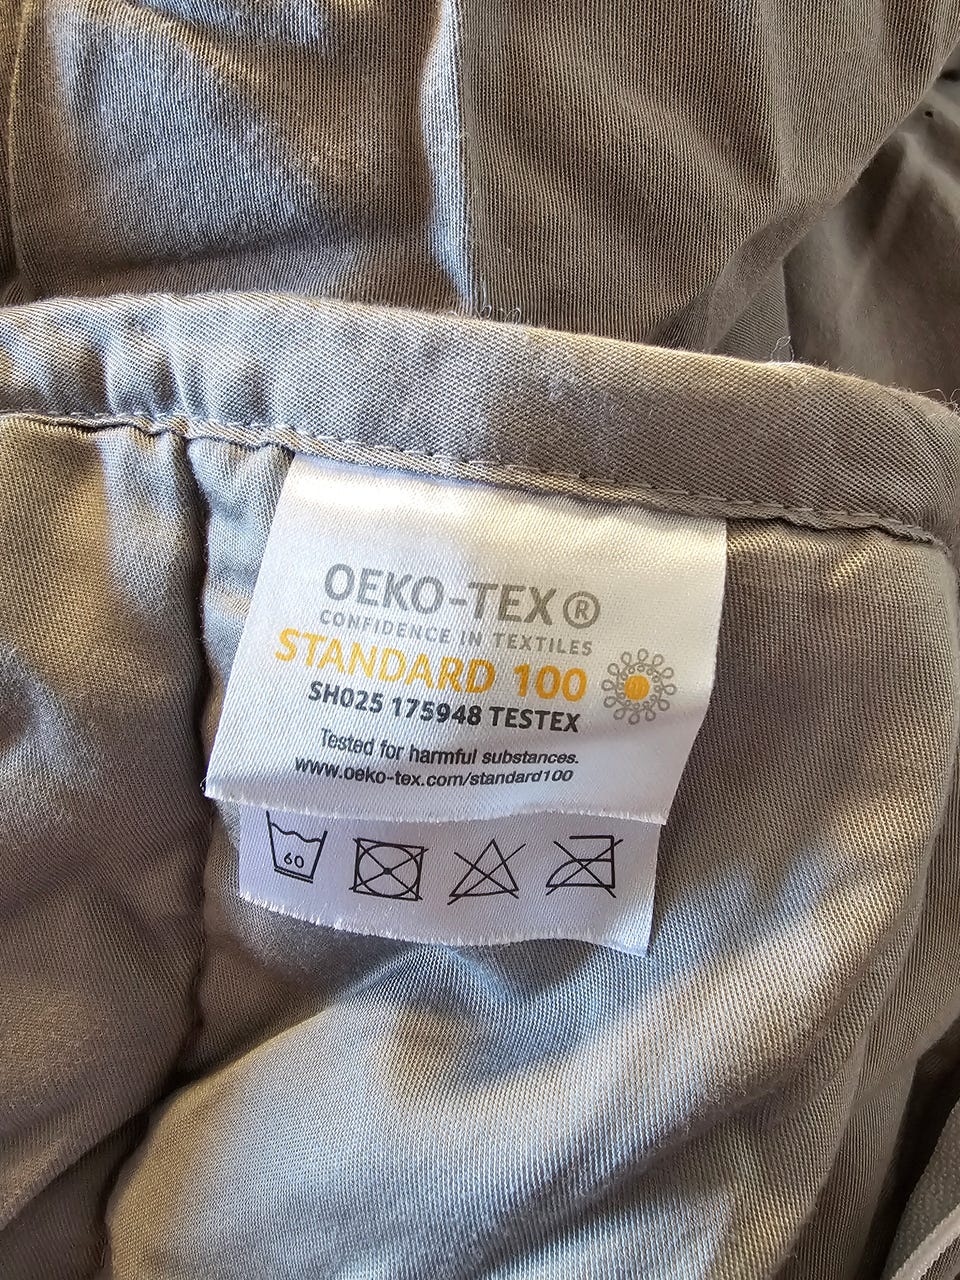 OEKO-TEX®
CONFIDENCE IN TEXTILES
STANDARD 100
SH025 175948 TESTEX
Tested for harmful substances.
www.oeko-tex.com/standard100
60